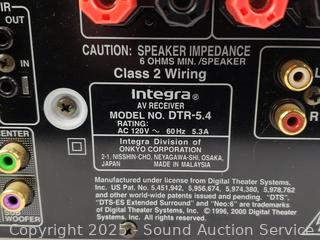 IR
OUT
IN
CAUTION: SPEAKER IMPEDANCE
6 OHMS MIN. /SPEAKER
Class 2 Wiring
Integra®
AV RECEIVER
MODEL NO. DTR-5.4
RATING:
AC 120V ~ 60 Hz 5.3A
Integra Division of
ONKYO CORPORATION
2-1, NISSHIN-CHO, NEYAGAWA-SHI, OSAKA,
JAPAN MADE IN MALAYSIA
L
R
CENTER
SUB
WOOFER
Manufactured under license from Digital Theater Systems,
Inc. US Pat. No. 5,451,942, 5,956,674, 5,974,380, 5,978,762
and other world-wide patents issued and pending. "DTS",
"DTS-ES Extended Surround" and "Neo:6" are trademarks
of Digital Theater Systems, Inc. © 1996, 2000 Digital Theater
Systems, Inc. All rights reserved.
Copyright 2025 - Sound Auction Service